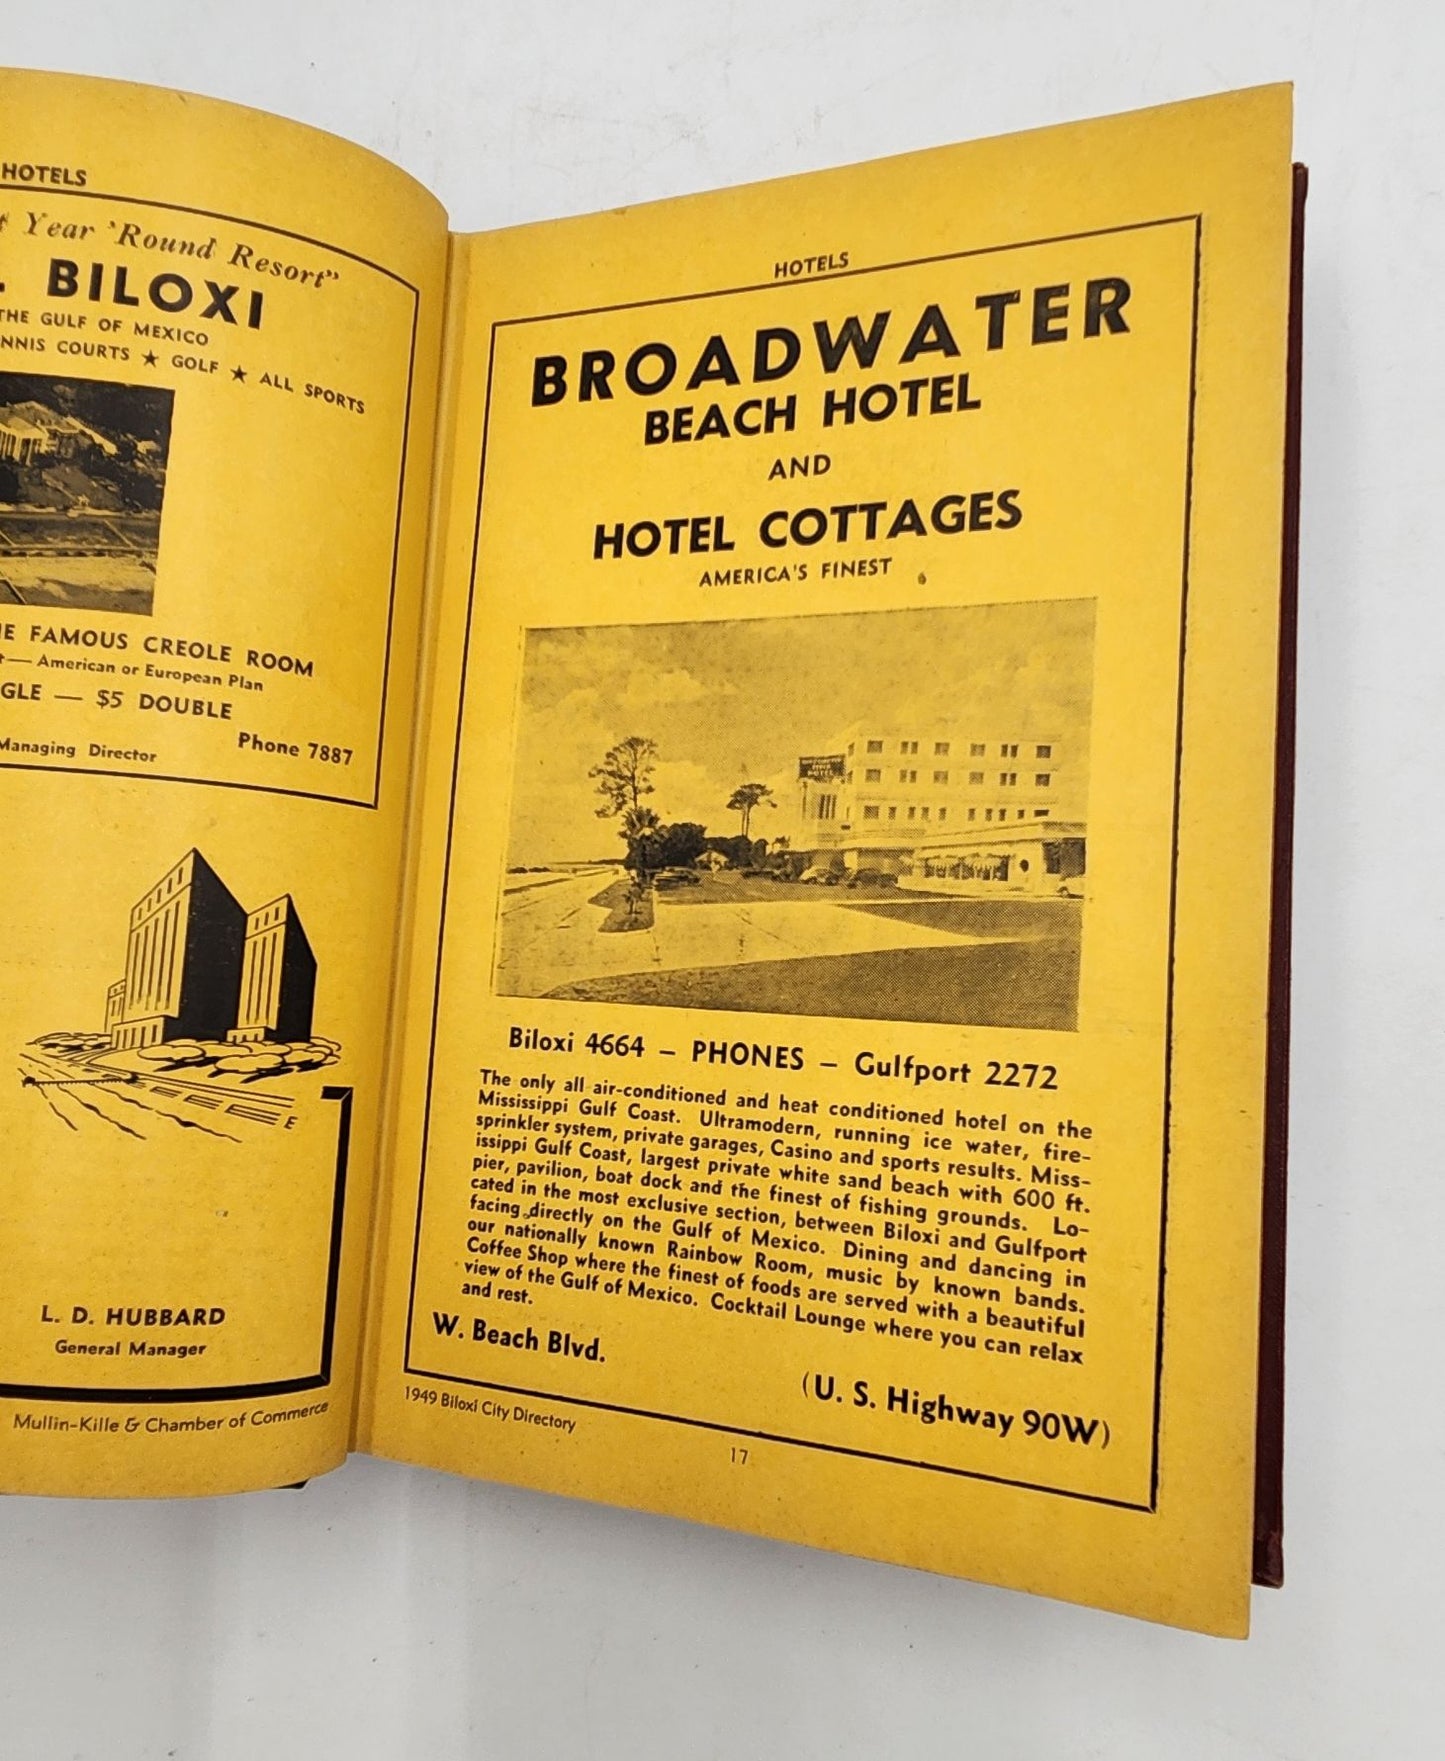 HOTELS
Year 'Round Resort"
BILOXI
THE GULF OF MEXICO
NNIS COURTS ★ GOLF ★ ALL SPORTS
FAMOUS CREOLE ROOM
— American or European Plan
GLE — $5 DOUBLE
Phone 7887
Managing Director
E
L. D. HUBBARD
General Manager
Mullin-Kille & Chamber of Commerce
HOTELS
BROADWATER
BEACH HOTEL
AND
HOTEL COTTAGES
AMERICA'S FINEST
Biloxi 4664 – PHONES – Gulfport 2272
The only all air-conditioned and heat conditioned hotel on the
Mississippi Gulf Coast. Ultramodern, running ice water, fire-
sprinkler system, private garages, Casino and sports results. Miss-
issippi Gulf Coast, largest private white sand beach with 600 ft.
pier, pavilion, boat dock and the finest of fishing grounds. Lo-
cated in the most exclusive section, between Biloxi and Gulfport
facing directly on the Gulf of Mexico. Dining and dancing in
our nationally known Rainbow Room, music by known bands.
Coffee Shop where the finest of foods are served with a beautiful
view of the Gulf of Mexico. Cocktail Lounge where you can relax
and rest.
W. Beach Blvd.
(U. S. Highway 90W)
1949 Biloxi City Directory
17